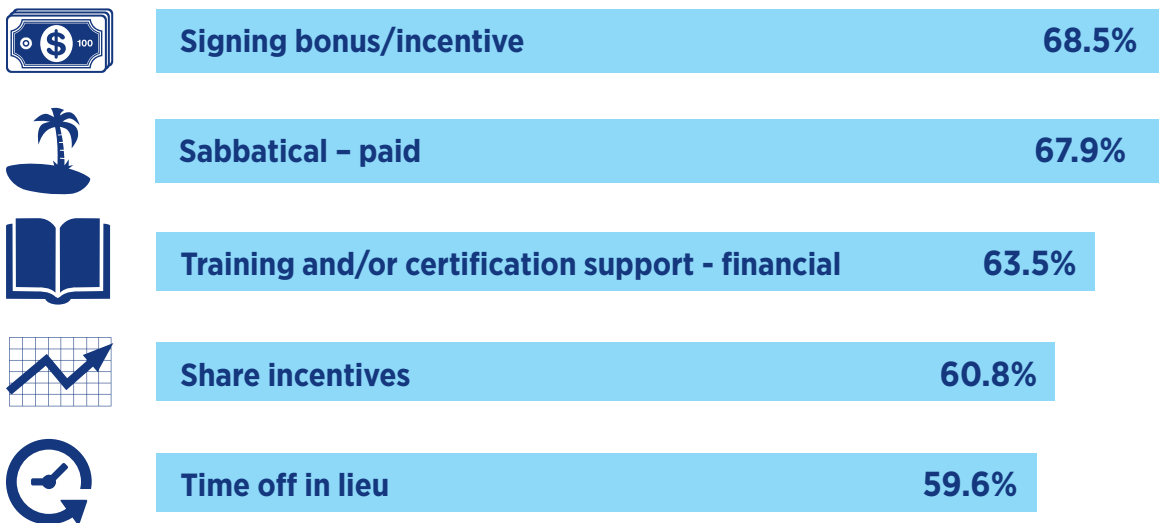 $ 100
Signing bonus/incentive 68.5%
Sabbatical – paid 67.9%
Training and/or certification support - financial 63.5%
Share incentives 60.8%
Time off in lieu 59.6%